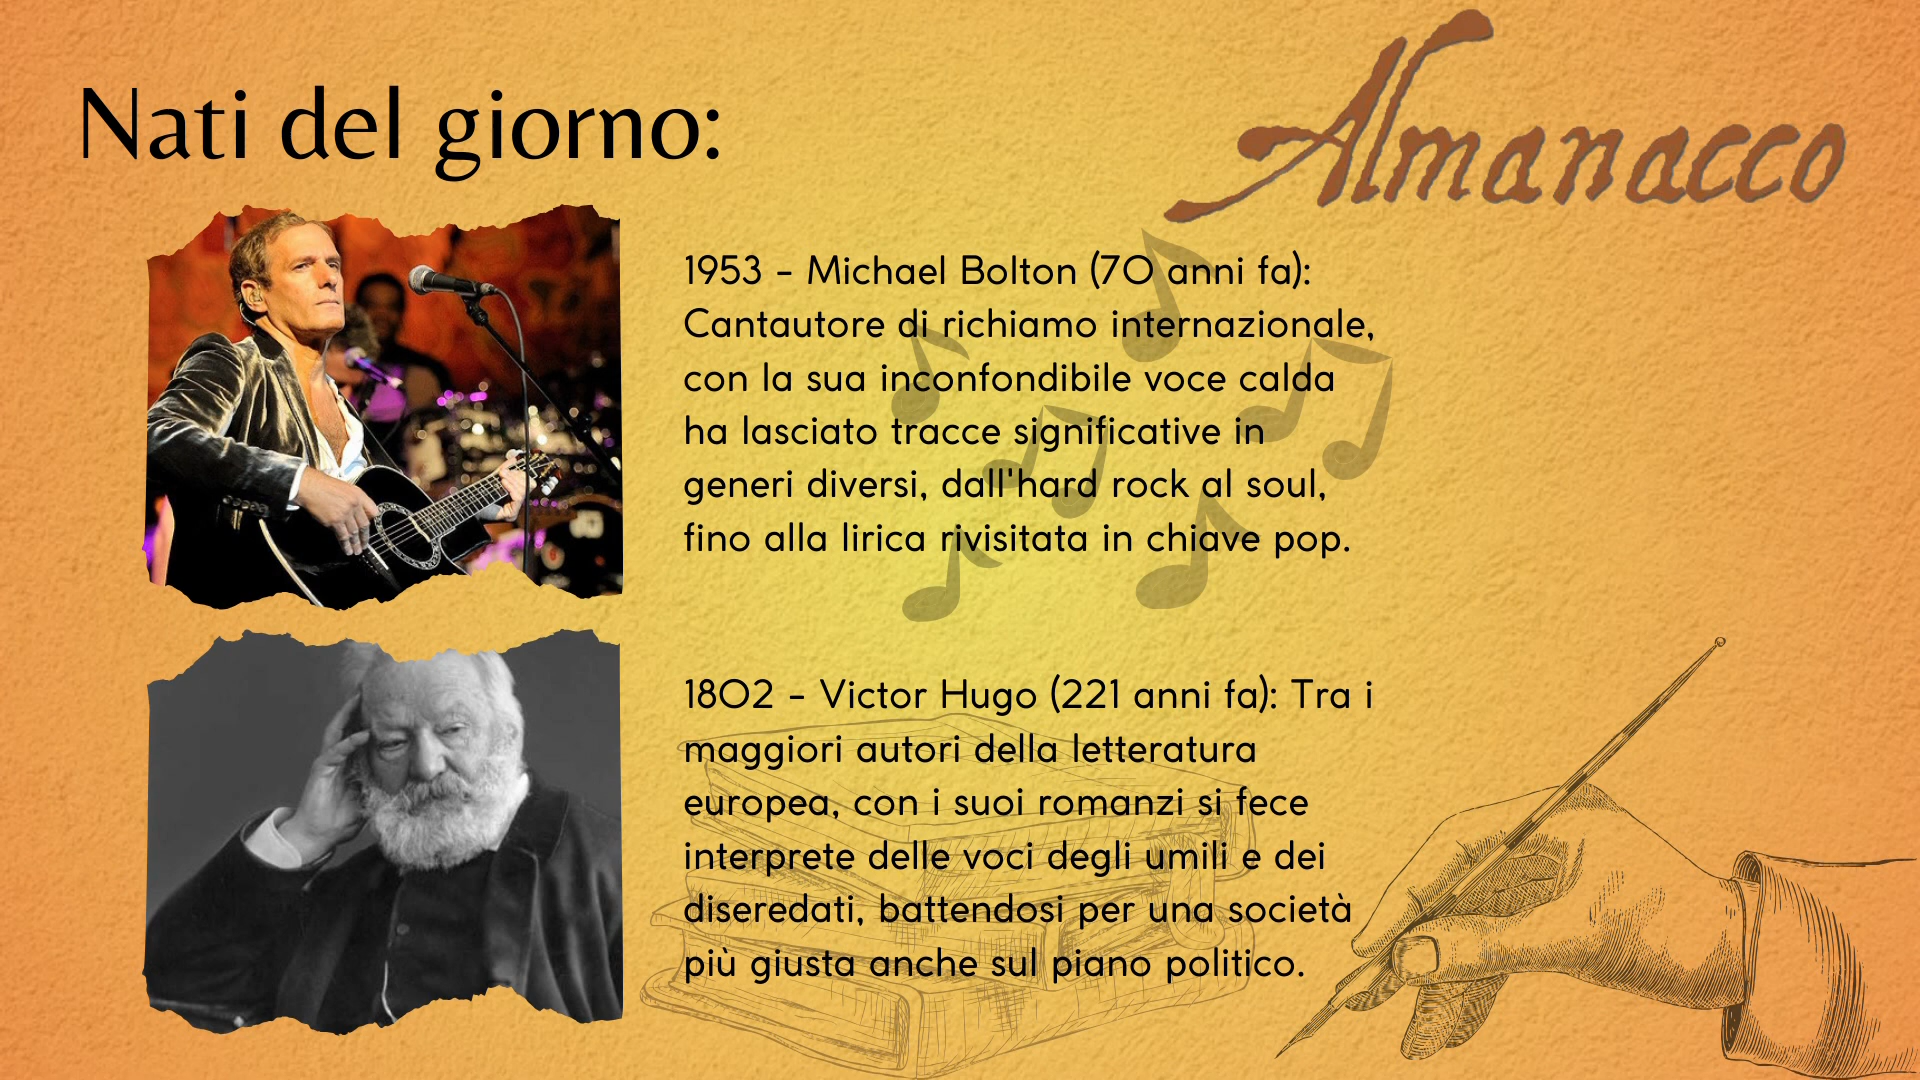 Almanacco
Nati del giorno:
1953 - Michael Bolton (70 anni fa):
Cantautore di richiamo internazionale,
con la sua inconfondibile voce calda
ha lasciato tracce significative in
generi diversi, dall'hard rock al soul,
fino alla lirica rivisitata in chiave pop.
1802 - Victor Hugo (221 anni fa): Tra i
maggiori autori della letteratura
europea, con i suoi romanzi si fece
interprete delle voci degli umili e dei
diseredati, battendosi per una società
più giusta anche sul piano politico.